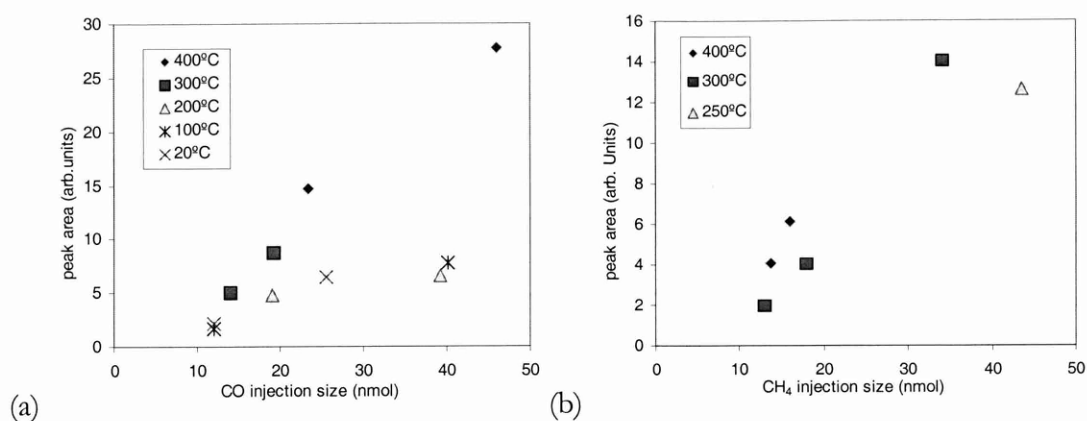 30
25
20
15
10
5
0
peak area (arb.units)
400ºC
300ºC
200ºC
100ºC
20ºC
0 10 20 30 40 50
CO injection size (nmol)
(a)
16
14
12
10
8
6
4
2
0
peak area (arb. Units)
400ºC
300ºC
250ºC
0 10 20 30 40 50
CH₄ injection size (nmol)
(b)